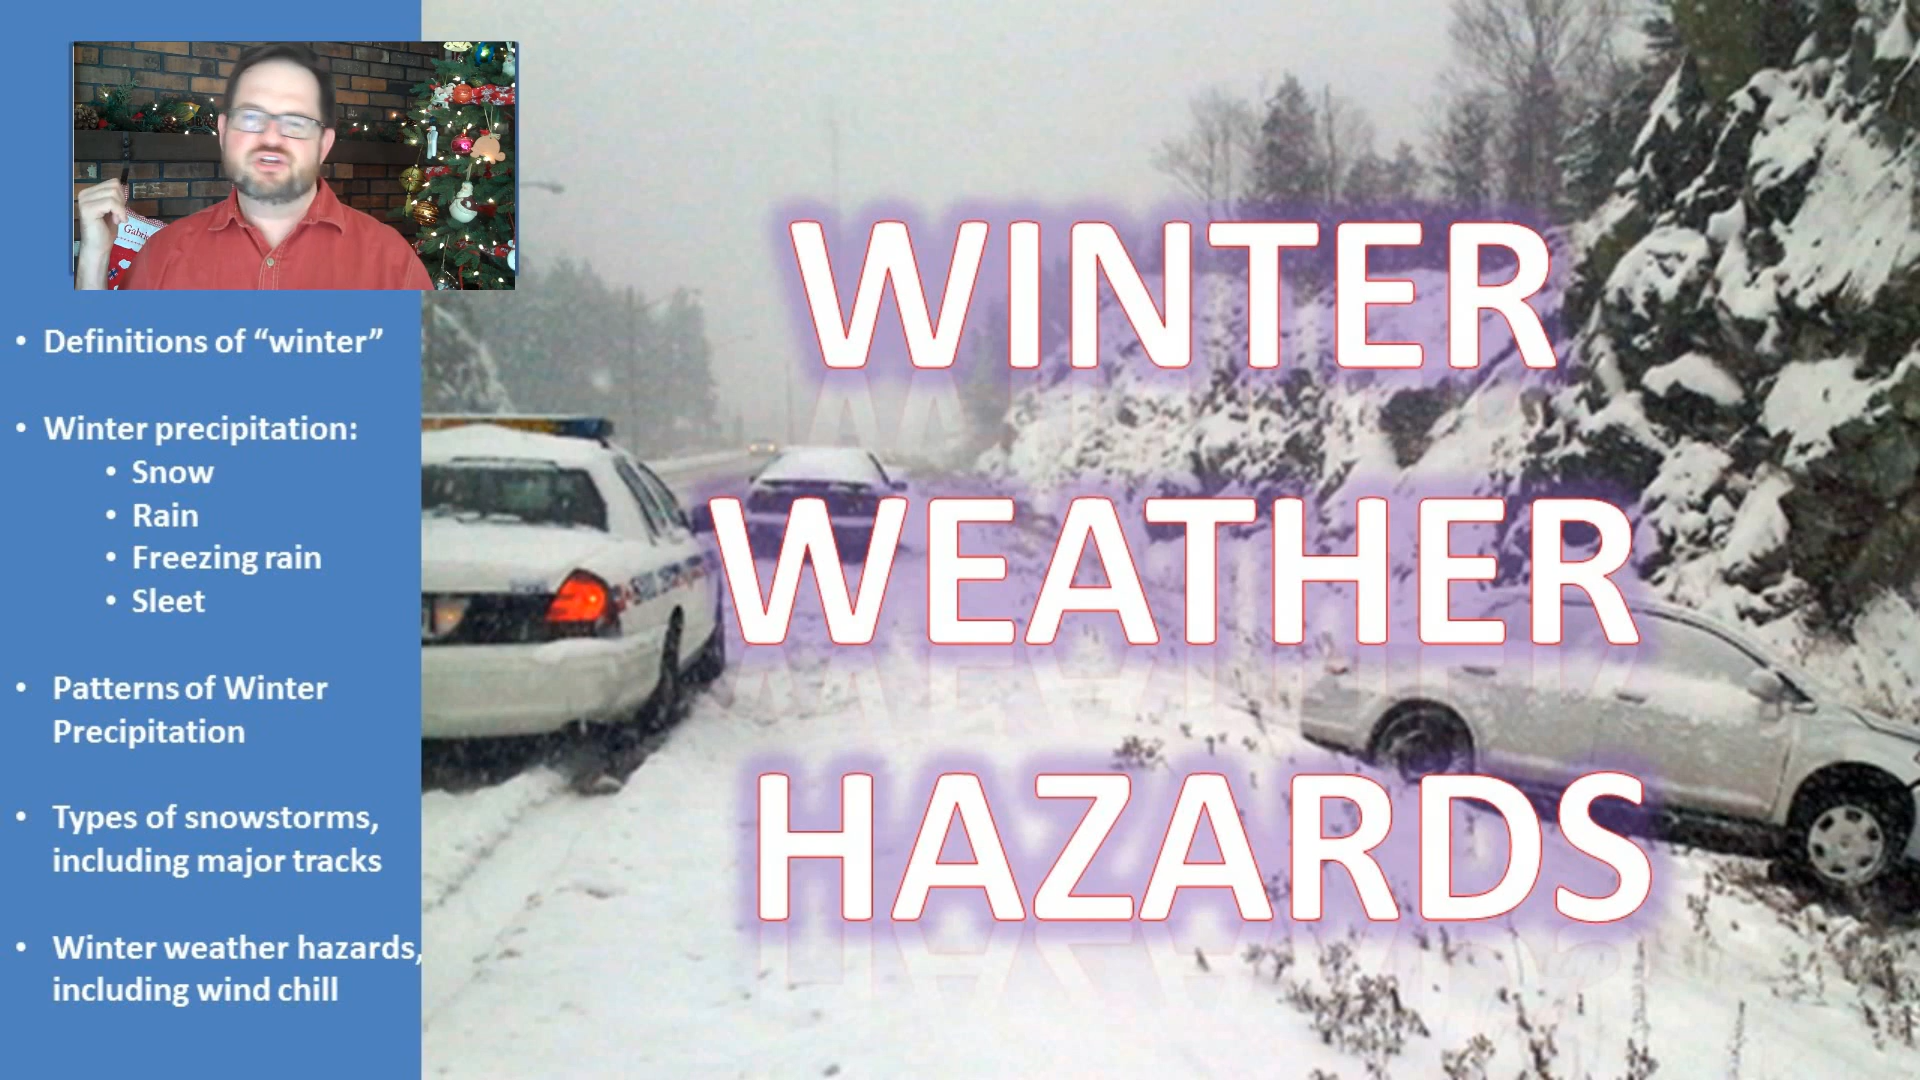 Gabri
• Definitions of “winter”
• Winter precipitation:
• Snow
• Rain
• Freezing rain
• Sleet
• Patterns of Winter
Precipitation
• Types of snowstorms,
including major tracks
• Winter weather hazards,
including wind chill
WINTER
WEATHER
HAZARDS